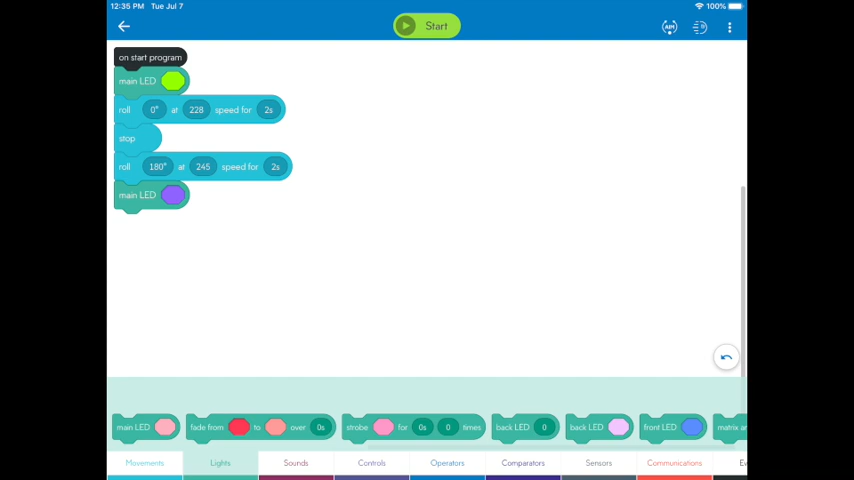 12:35 PM Tue Jul 7 100%
Start
API
on start program
main LED
roll 0° at 228 speed for 2s
stop
roll 180° at 245 speed for 2s
main LED
main LED fade from to over 0s strobe for 0s 0 times back LED 0 back LED front LED matrix
Movements Lights Sounds Controls Operators Comparators Sensors Communications